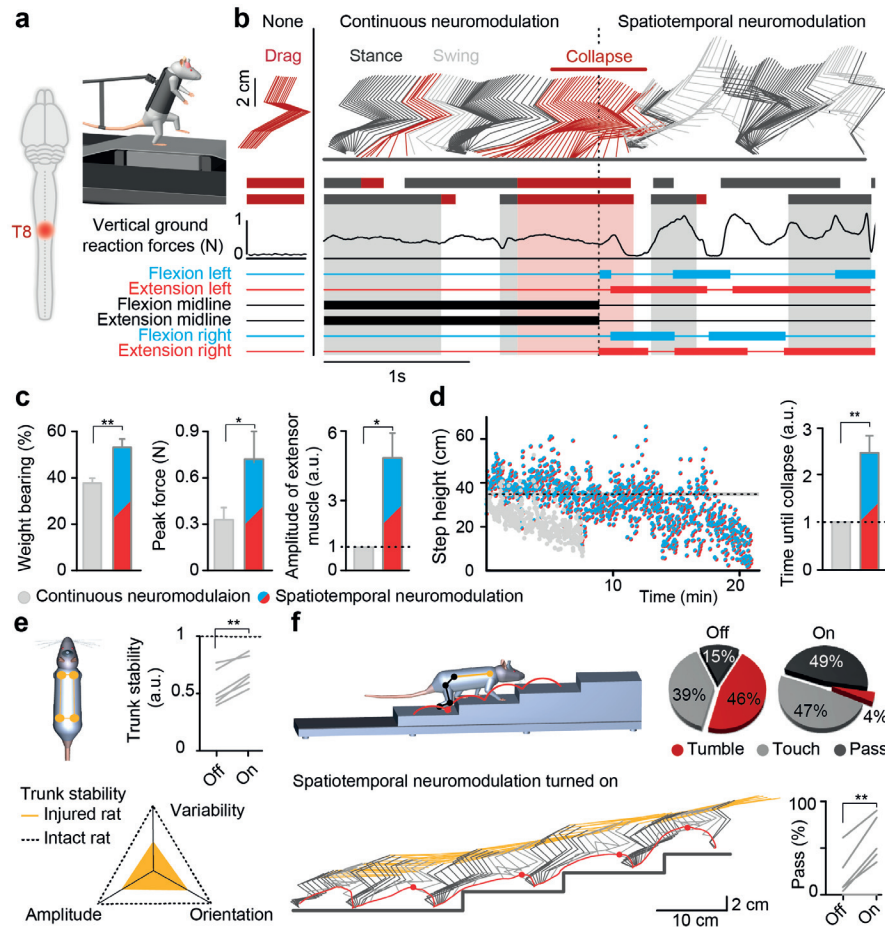 a
T8
b
None
Continuous neuromodulation
Spatiotemporal neuromodulation
Drag
Stance
Swing
Collapse
2 cm
Vertical ground
reaction forces (N)
1
0
Flexion left
Extension left
Flexion midline
Extension midline
Flexion right
Extension right
1s
c
Weight bearing (%)
60
40
20
0
**
Peak force (N)
0.9
0.6
0.3
0
*
Amplitude of extensor
muscle (a.u.)
6
3
1
0
*
Continuous neuromodulaion
Spatiotemporal neuromodulation
d
Step height (cm)
60
40
20
0
10
20
Time (min)
Time until collapse (a.u.)
3
2
1
0
**
e
Trunk stability
(a.u.)
1
0.5
0
**
Off
On
Trunk stability
Injured rat
Intact rat
Variability
Amplitude
Orientation
f
Off
15%
39%
46%
On
49%
47%
4%
Tumble
Touch
Pass
Spatiotemporal neuromodulation turned on
2 cm
10 cm
Pass (%)
100
0
**
Off
On